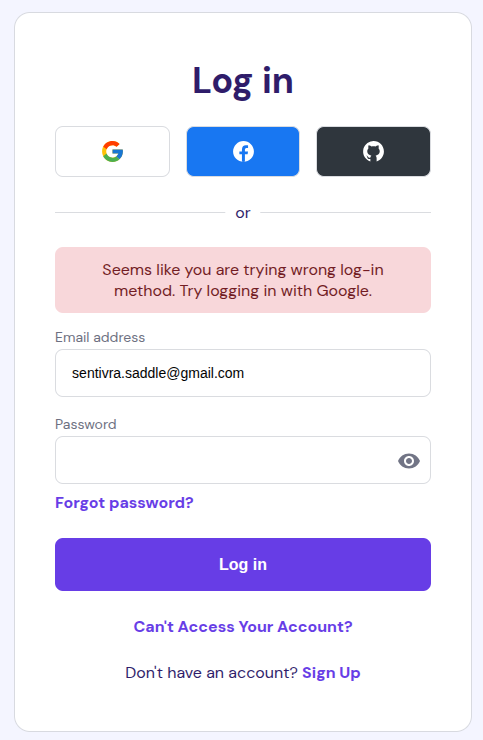 Log in
or
Seems like you are trying wrong log-in
method. Try logging in with Google.
Email address
sentivra.saddle@gmail.com
Password
Forgot password?
Log in
Can't Access Your Account?
Don't have an account? Sign Up